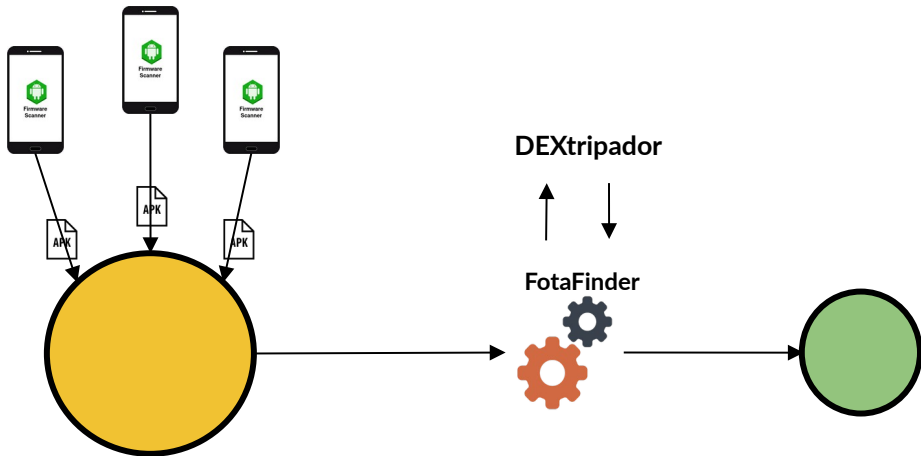 Firmware
Scanner
Firmware
Scanner
Firmware
Scanner
APK
APK
APK
DEXtripador
FotaFinder